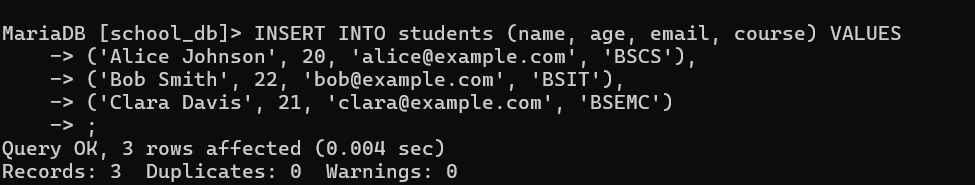 MariaDB [school_db]> INSERT INTO students (name, age, email, course) VALUES
    -> ('Alice Johnson', 20, 'alice@example.com', 'BSCS'),
    -> ('Bob Smith', 22, 'bob@example.com', 'BSIT'),
    -> ('Clara Davis', 21, 'clara@example.com', 'BSEMC')
    -> ;
Query OK, 3 rows affected (0.004 sec)
Records: 3  Duplicates: 0  Warnings: 0